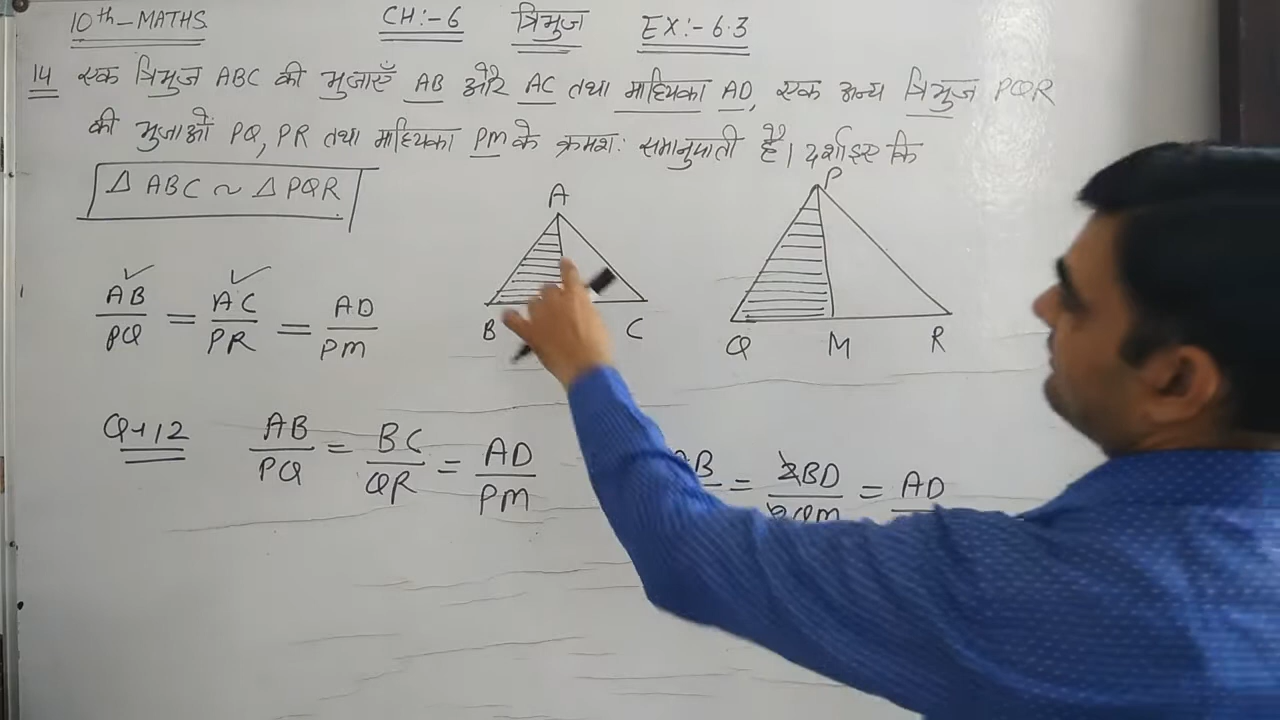 10th-MATHS CH:-6 त्रिभुज EX:-6.3
14 एक त्रिभुज ABC की भुजाएँ AB और AC तथा माध्यिका AD, एक अन्य त्रिभुज PQR
की भुजाओं PQ, PR तथा माध्यिका PM के क्रमश: समानुपाती हैं। दर्शाइए कि
Δ ABC ~ Δ PQR
A
P
AB/PQ = AC/PR = AD/PM
B C
Q M R
Q+12 AB/PQ = BC/QR = AD/PM
= 2BD/2QM = AD